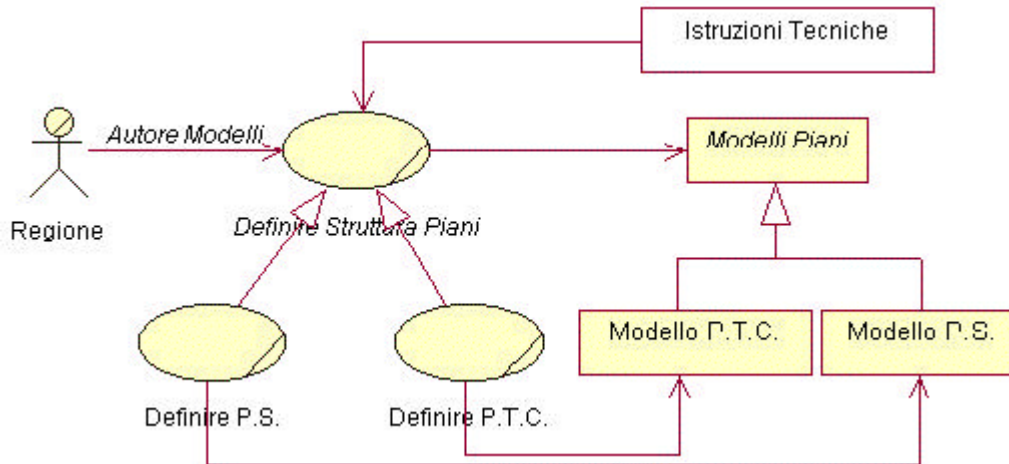 Istruzioni Tecniche
Autore Modelli
Modelli Piani
Regione
Definire Struttura Piani
Modello P.T.C.
Modello P.S.
Definire P.S.
Definire P.T.C.